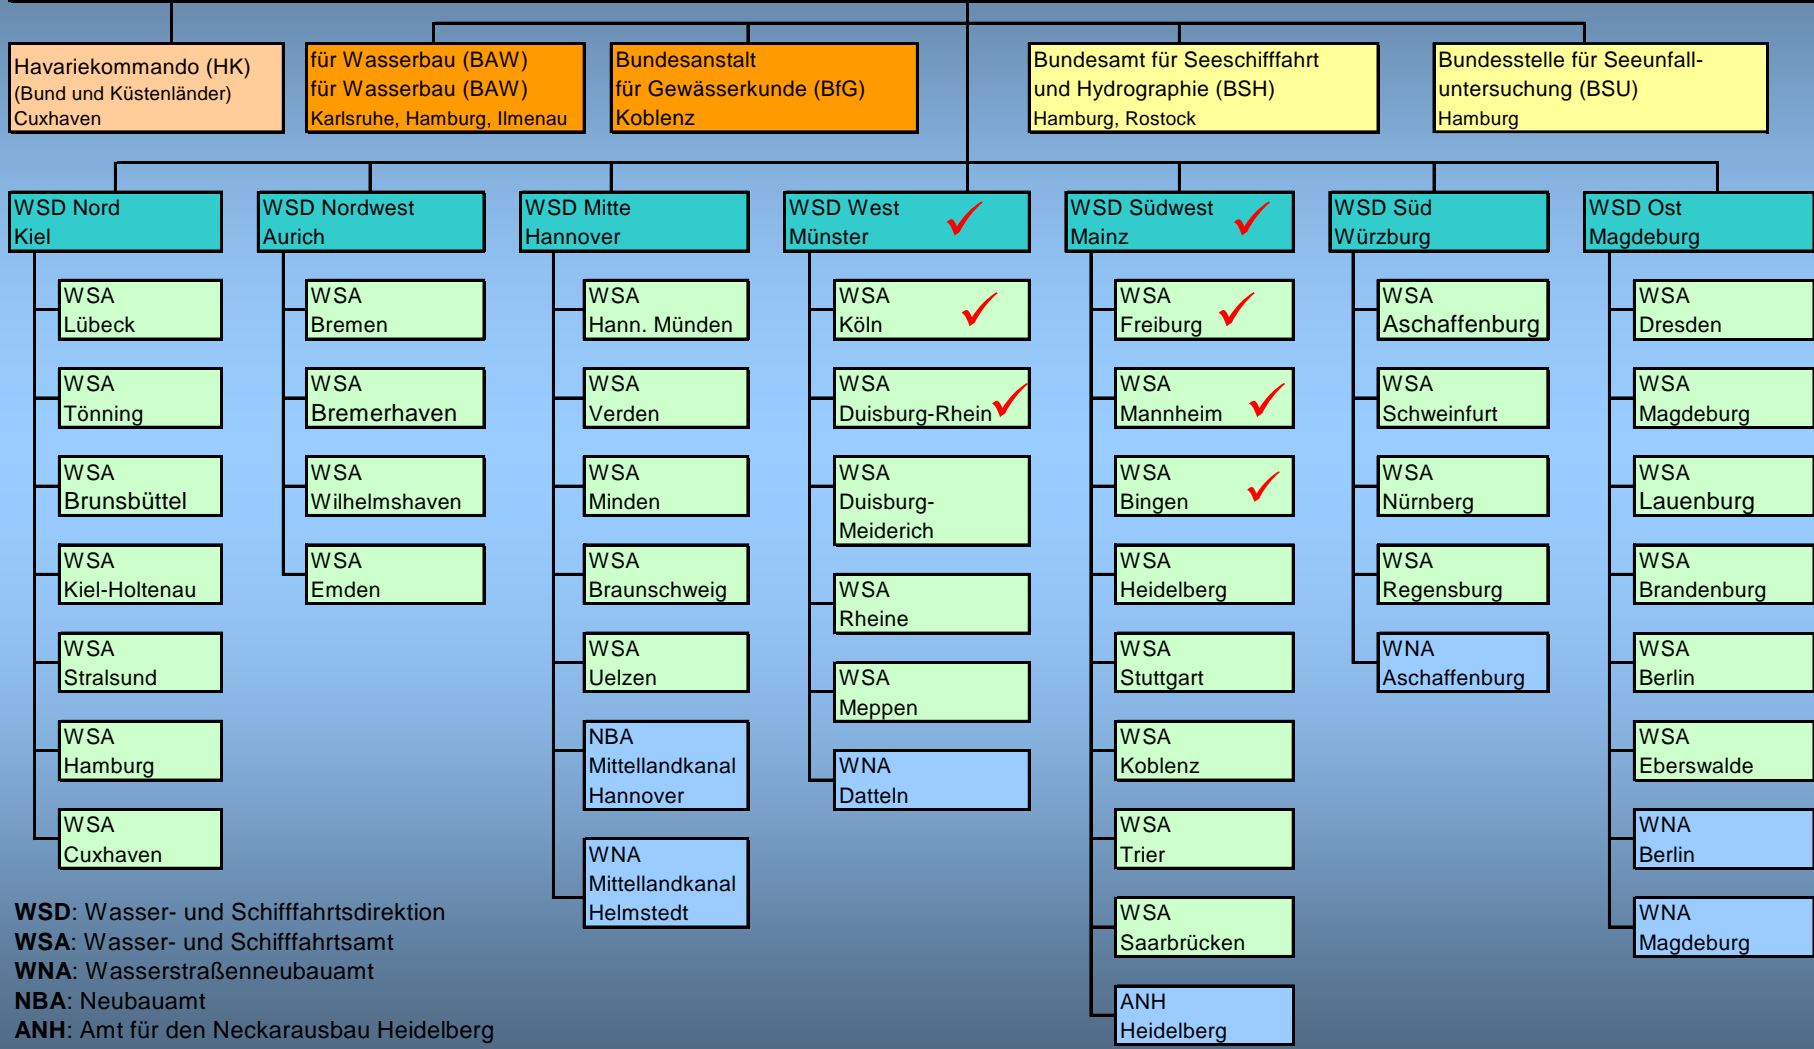 Havariekommando (HK)
(Bund und Küstenländer)
Cuxhaven
für Wasserbau (BAW)
für Wasserbau (BAW)
Karlsruhe, Hamburg, Ilmenau
Bundesanstalt
für Gewässerkunde (BfG)
Koblenz
Bundesamt für Seeschifffahrt
und Hydrographie (BSH)
Hamburg, Rostock
Bundesstelle für Seeunfall-
untersuchung (BSU)
Hamburg
WSD Nord
Kiel
WSA
Lübeck
WSA
Tönning
WSA
Brunsbüttel
WSA
Kiel-Holtenau
WSA
Stralsund
WSA
Hamburg
WSA
Cuxhaven
WSD Nordwest
Aurich
WSA
Bremen
WSA
Bremerhaven
WSA
Wilhelmshaven
WSA
Emden
WSD Mitte
Hannover
WSA
Hann. Münden
WSA
Verden
WSA
Minden
WSA
Braunschweig
WSA
Uelzen
NBA
Mittellandkanal
Hannover
WNA
Mittellandkanal
Helmstedt
WSD West
Münster
WSA
Köln
WSA
Duisburg-Rhein
WSA
Duisburg-
Meiderich
WSA
Rheine
WSA
Meppen
WNA
Datteln
WSD Südwest
Mainz
WSA
Freiburg
WSA
Mannheim
WSA
Bingen
WSA
Heidelberg
WSA
Stuttgart
WSA
Koblenz
WSA
Trier
WSA
Saarbrücken
ANH
Heidelberg
WSD Süd
Würzburg
WSA
Aschaffenburg
WSA
Schweinfurt
WSA
Nürnberg
WSA
Regensburg
WNA
Aschaffenburg
WSD Ost
Magdeburg
WSA
Dresden
WSA
Magdeburg
WSA
Lauenburg
WSA
Brandenburg
WSA
Berlin
WSA
Eberswalde
WNA
Berlin
WNA
Magdeburg
WSD: Wasser- und Schifffahrtsdirektion
WSA: Wasser- und Schifffahrtsamt
WNA: Wasserstraßenneubauamt
NBA: Neubauamt
ANH: Amt für den Neckarausbau Heidelberg